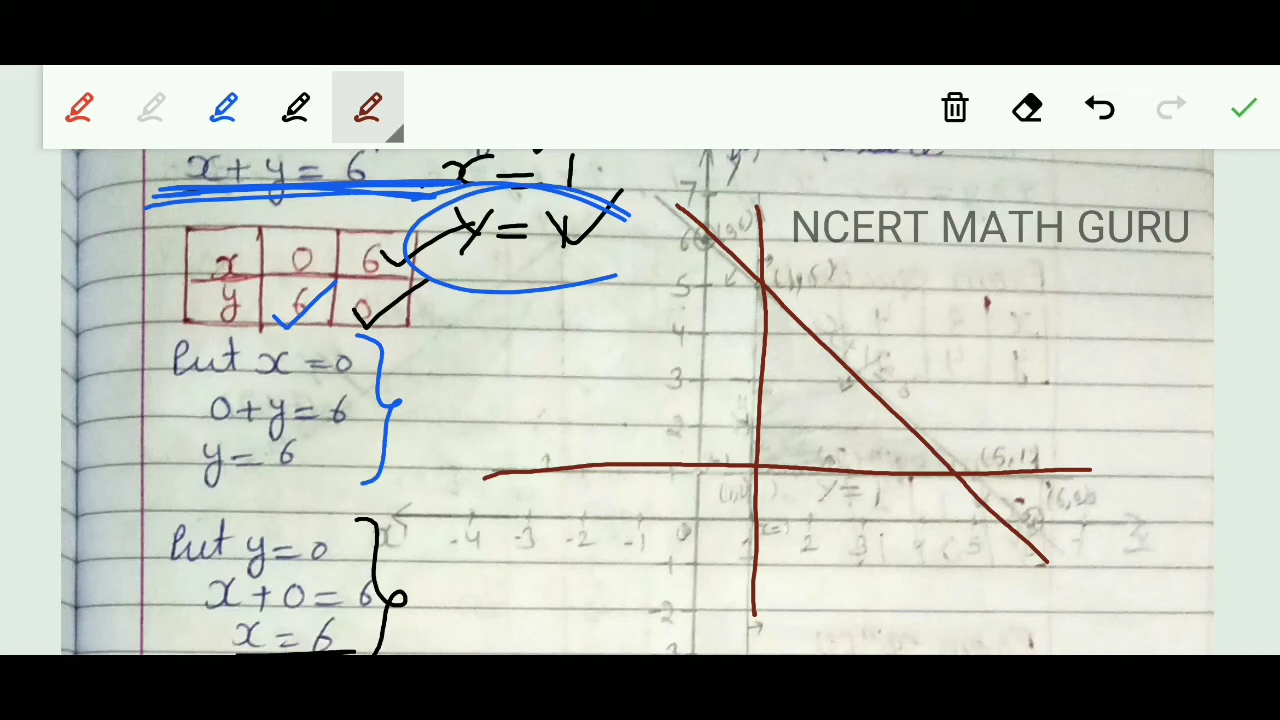 x + y = 6
x = 1
y =
NCERT MATH GURU
x 0 6
y 6 0
Put x = 0
0 + y = 6
y = 6
Put y = 0
x + 0 = 6
x = 6
y
7
6
5 (1,5)
4
3
2
(5,1)
y = 1
x' -4 -3 -2 -1 0 1 x=1 2 3 4 5
-1
-2